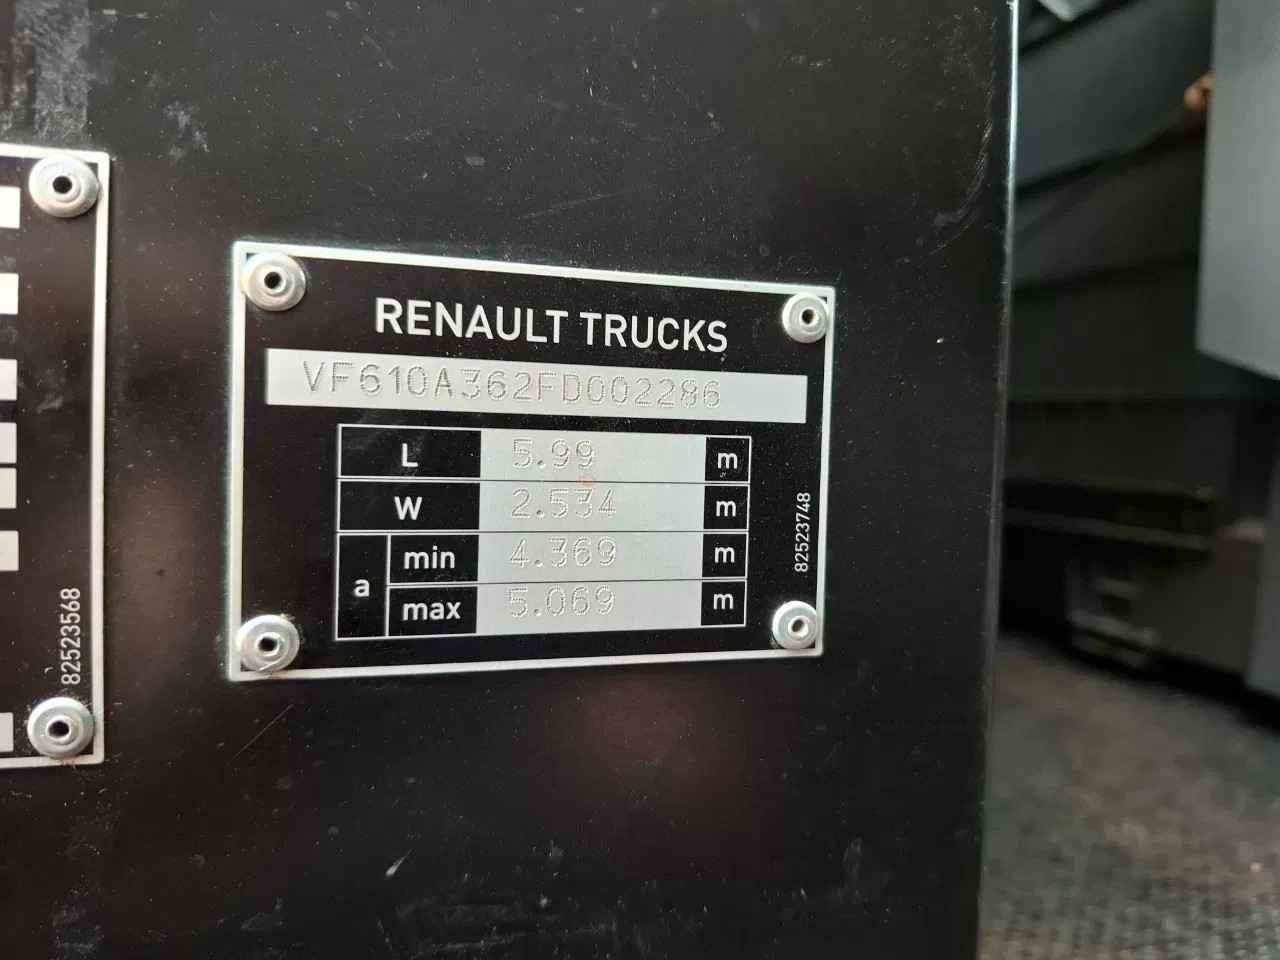 RENAULT TRUCKS
VF610A362FD002286
L 5.99 m
W 2.534 m
a min 4.369 m
max 5.069 m
82523748
82523568